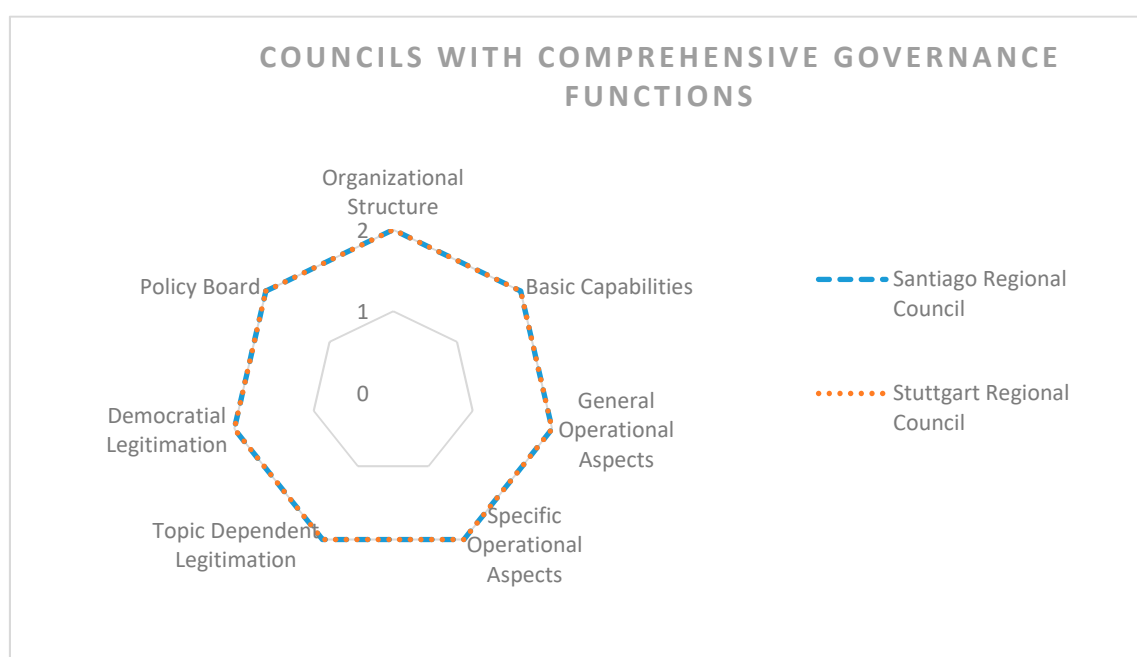 COUNCILS WITH COMPREHENSIVE GOVERNANCE
FUNCTIONS
Organizational
Structure
2
Policy Board
Basic Capabilities
1
Santiago Regional
Council
0
Democratial
Legitimation
General
Operational
Aspects
Stuttgart Regional
Council
Topic Dependent
Legitimation
Specific
Operational
Aspects